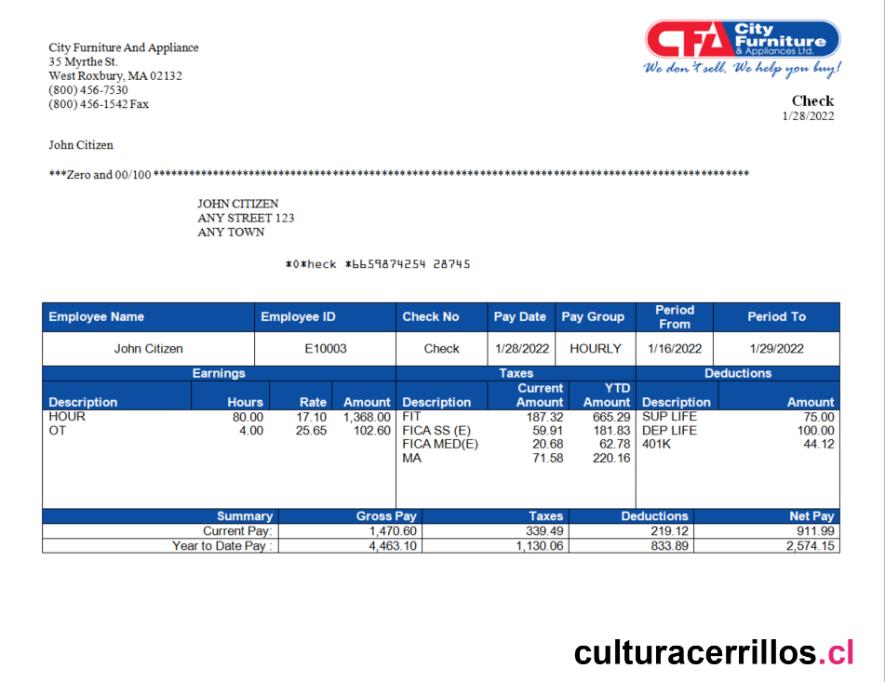 City Furniture And Appliance
35 Myrthe St.
West Roxbury, MA 02132
(800) 456-7530
(800) 456-1542 Fax
CFA City Furniture & Appliances Ltd.
We don't sell, We help you buy!
Check
1/28/2022
John Citizen
***Zero and 00/100 ****************************************************************************************************
JOHN CITIZEN
ANY STREET 123
ANY TOWN
*0*heck *6659874254 28745
Employee Name Employee ID Check No Pay Date Pay Group Period From Period To
John Citizen E10003 Check 1/28/2022 HOURLY 1/16/2022 1/29/2022
Earnings Taxes Deductions
Description Hours Rate Amount Description Current Amount YTD Amount Description Amount
HOUR 80.00 17.10 1,368.00 FIT 187.32 665.29 SUP LIFE 75.00
OT 4.00 25.65 102.60 FICA SS (E) 59.91 181.83 DEP LIFE 100.00
FICA MED(E) 20.68 62.78 401K 44.12
MA 71.58 220.16
Summary Gross Pay Taxes Deductions Net Pay
Current Pay: 1,470.60 339.49 219.12 911.99
Year to Date Pay : 4,463.10 1,130.06 833.89 2,574.15
culturacerrillos.cl